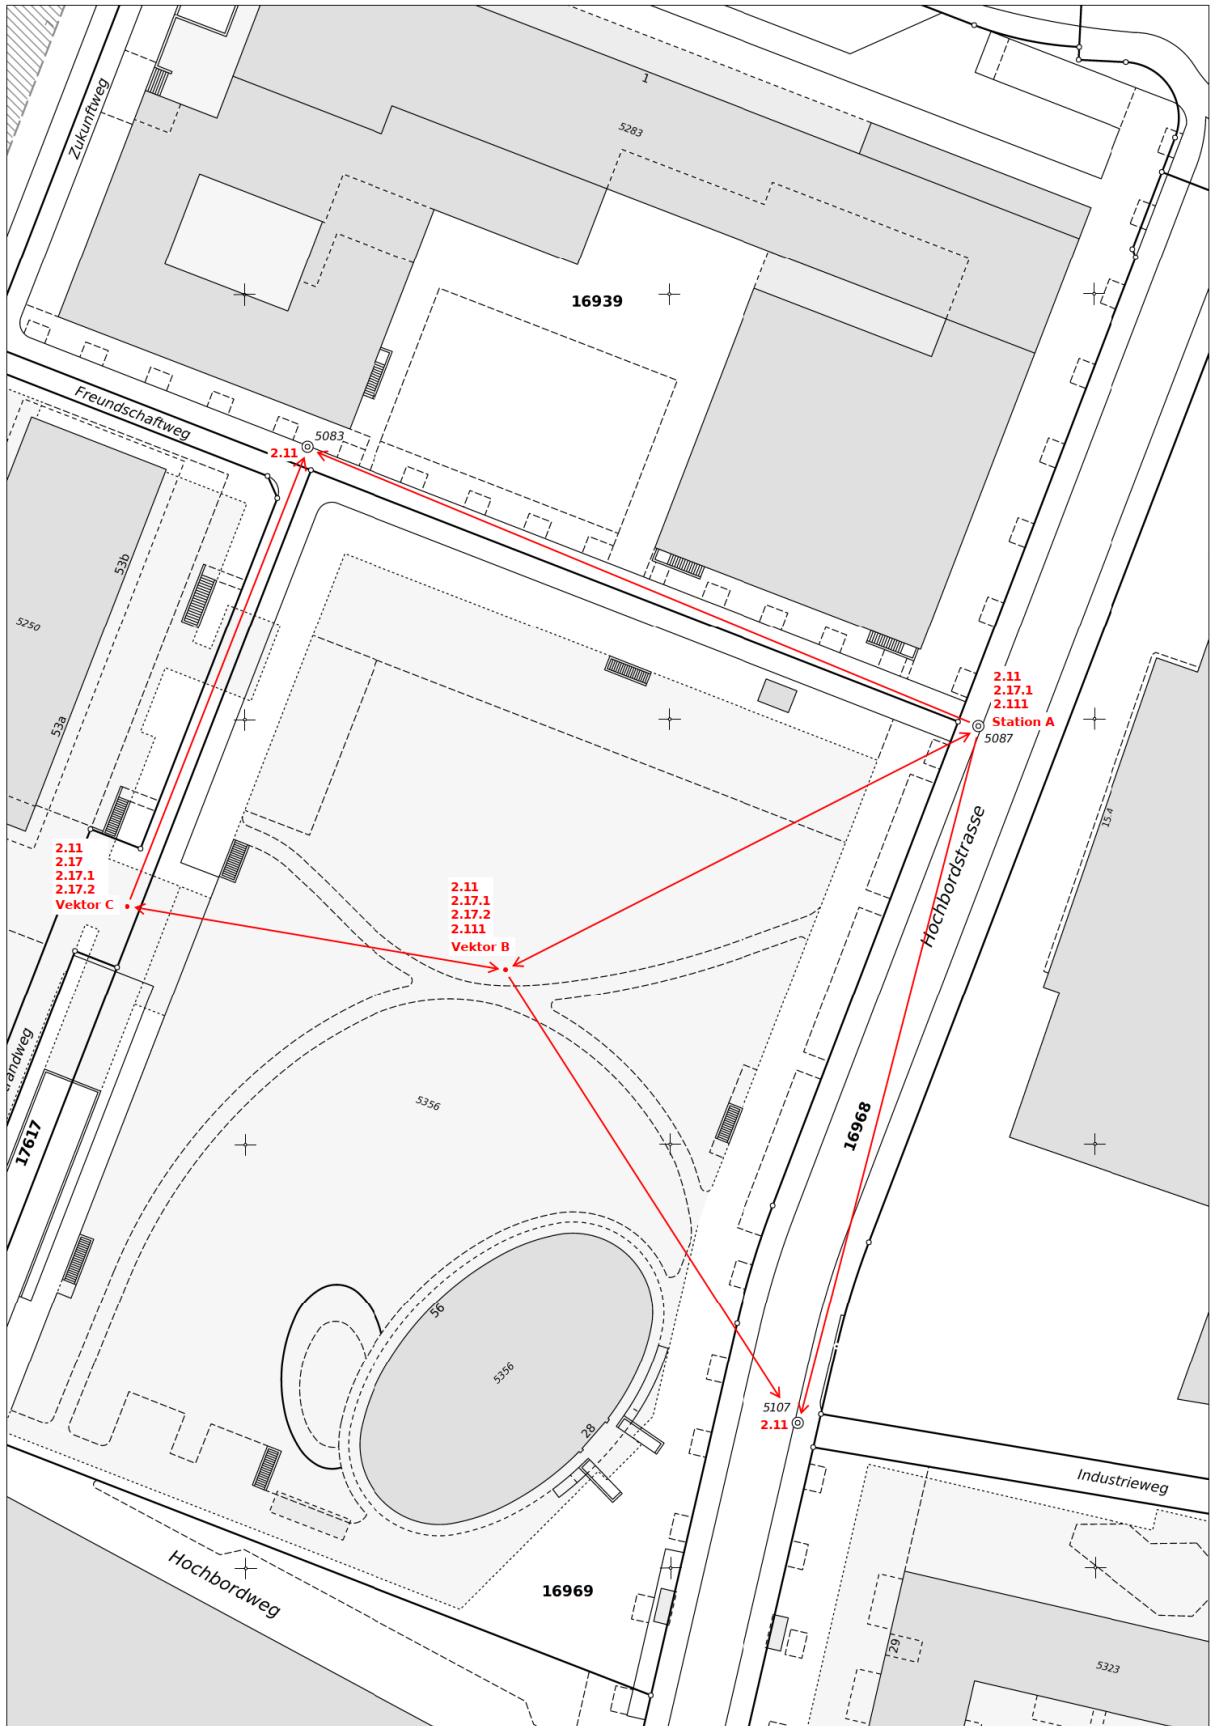 1
5283
Zukunftweg
16939
Freundschaftweg
5083
2.11
53b
5250
53a
2.11
2.17.1
2.111
Station A
5087
15.4
Hochbordstrasse
2.11
2.17
2.17.1
2.17.2
Vektor C
2.11
2.17.1
2.17.2
2.111
Vektor B
randweg
5356
16968
17617
56
5356
28
5107
2.11
Industrieweg
Hochbordweg
16969
29
5323